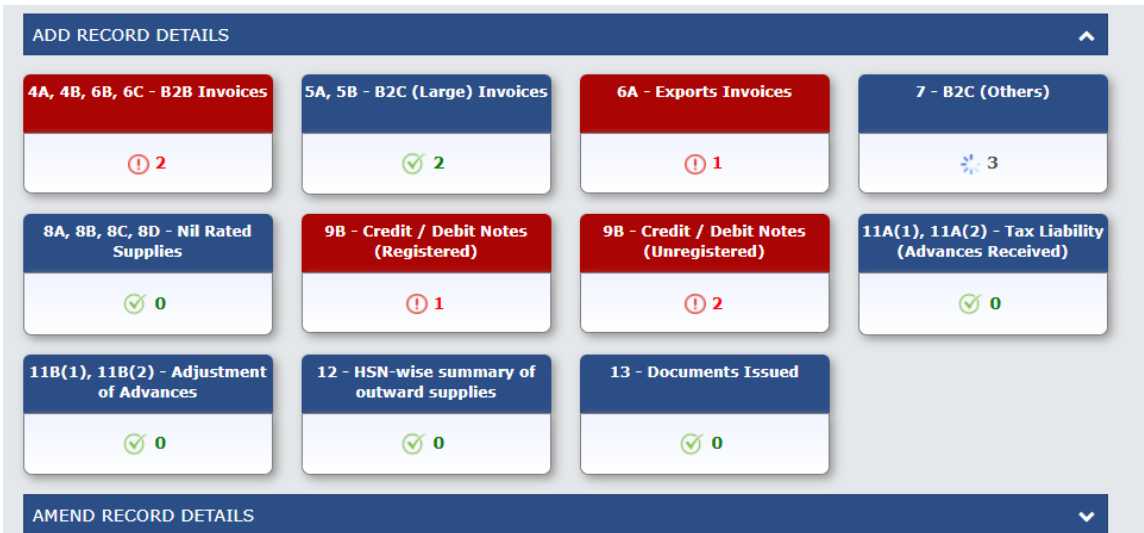 ADD RECORD DETAILS
4A, 4B, 6B, 6C - B2B Invoices
2
5A, 5B - B2C (Large) Invoices
2
6A - Exports Invoices
1
7 - B2C (Others)
3
8A, 8B, 8C, 8D - Nil Rated
Supplies
0
9B - Credit / Debit Notes
(Registered)
1
9B - Credit / Debit Notes
(Unregistered)
2
11A(1), 11A(2) - Tax Liability
(Advances Received)
0
11B(1), 11B(2) - Adjustment
of Advances
0
12 - HSN-wise summary of
outward supplies
0
13 - Documents Issued
0
AMEND RECORD DETAILS